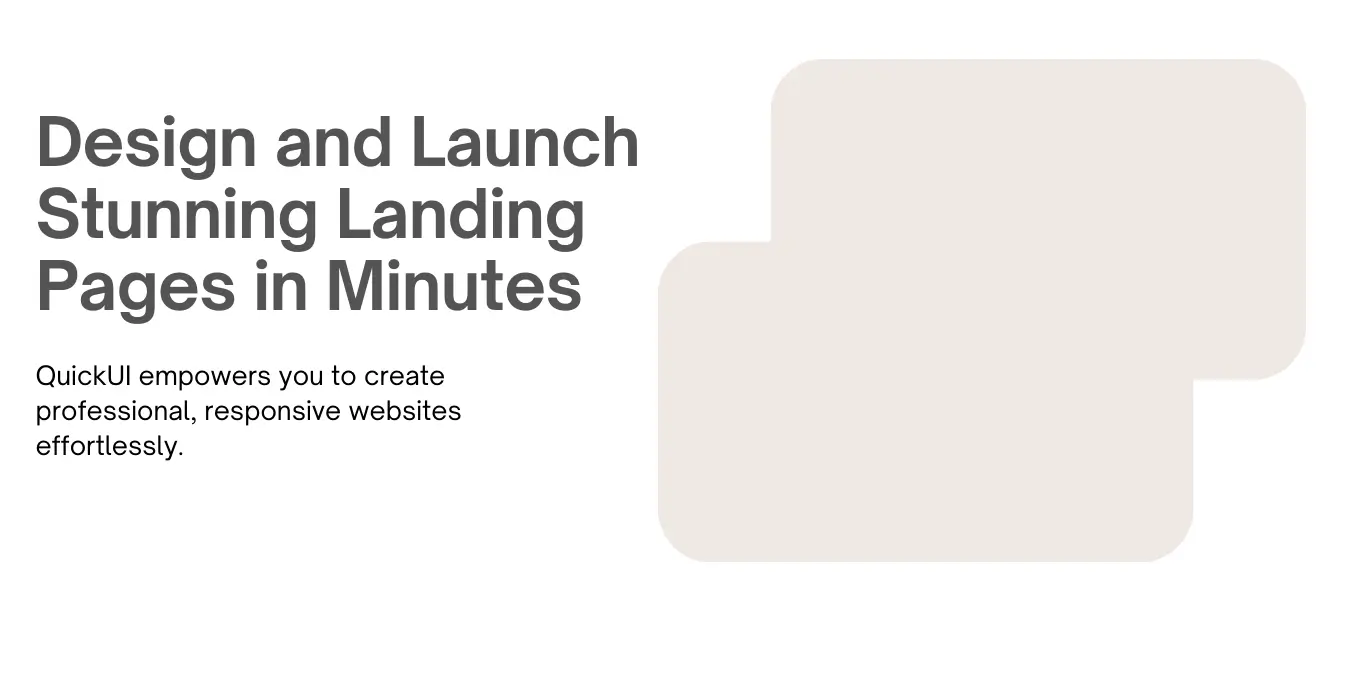 Design and Launch
Stunning Landing
Pages in Minutes
QuickUI empowers you to create
professional, responsive websites
effortlessly.